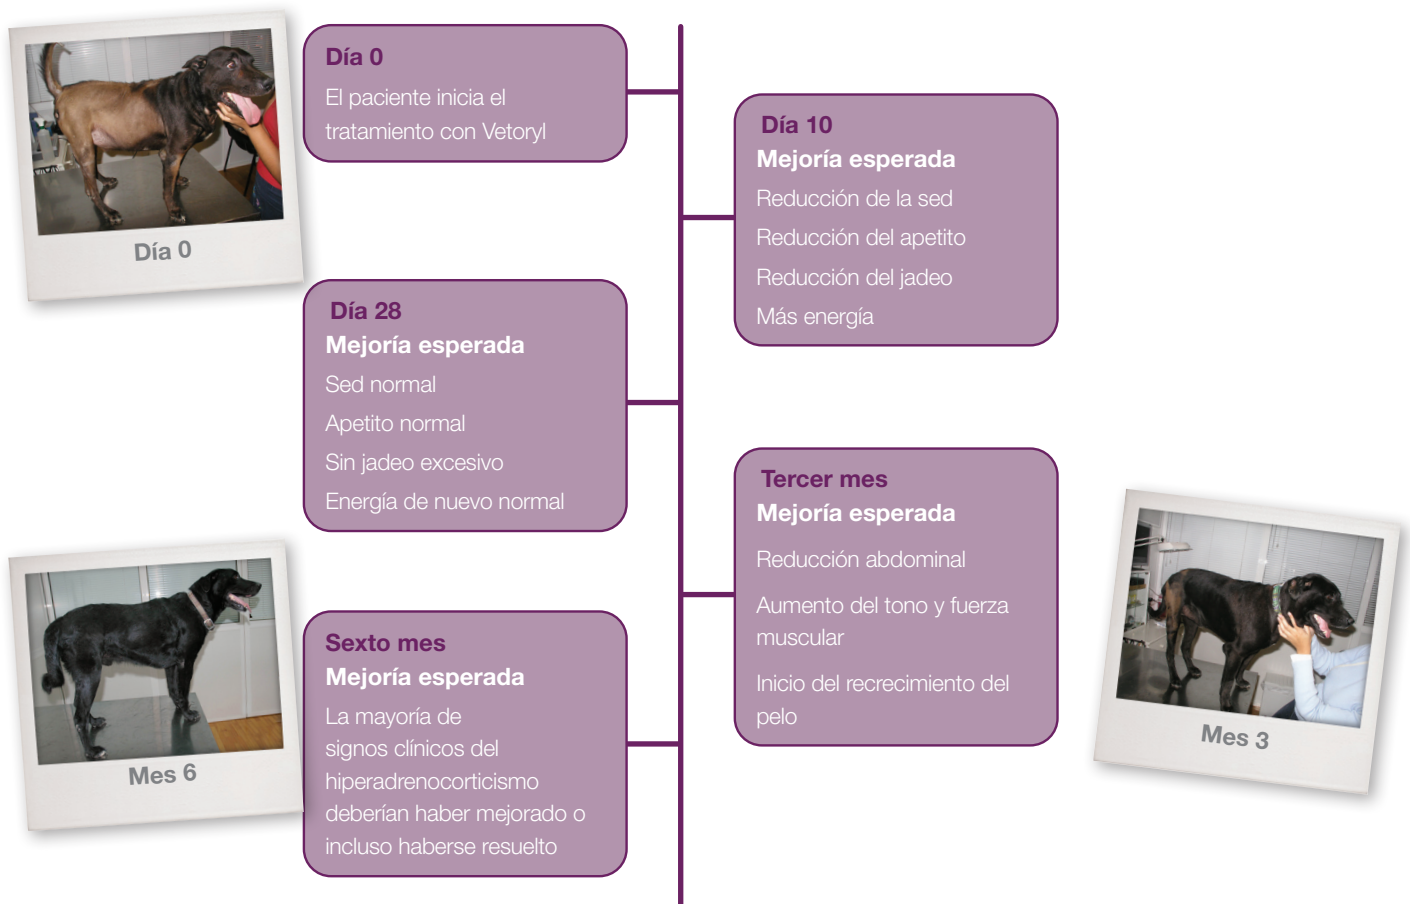 Día 0
Día 0
El paciente inicia el
tratamiento con Vetoryl
Día 10
Mejoría esperada
Reducción de la sed
Reducción del apetito
Reducción del jadeo
Más energía
Día 28
Mejoría esperada
Sed normal
Apetito normal
Sin jadeo excesivo
Energía de nuevo normal
Tercer mes
Mejoría esperada
Reducción abdominal
Aumento del tono y fuerza
muscular
Inicio del recrecimiento del
pelo
Mes 3
Sexto mes
Mejoría esperada
La mayoría de
signos clínicos del
hiperadrenocorticismo
deberían haber mejorado o
incluso haberse resuelto
Mes 6